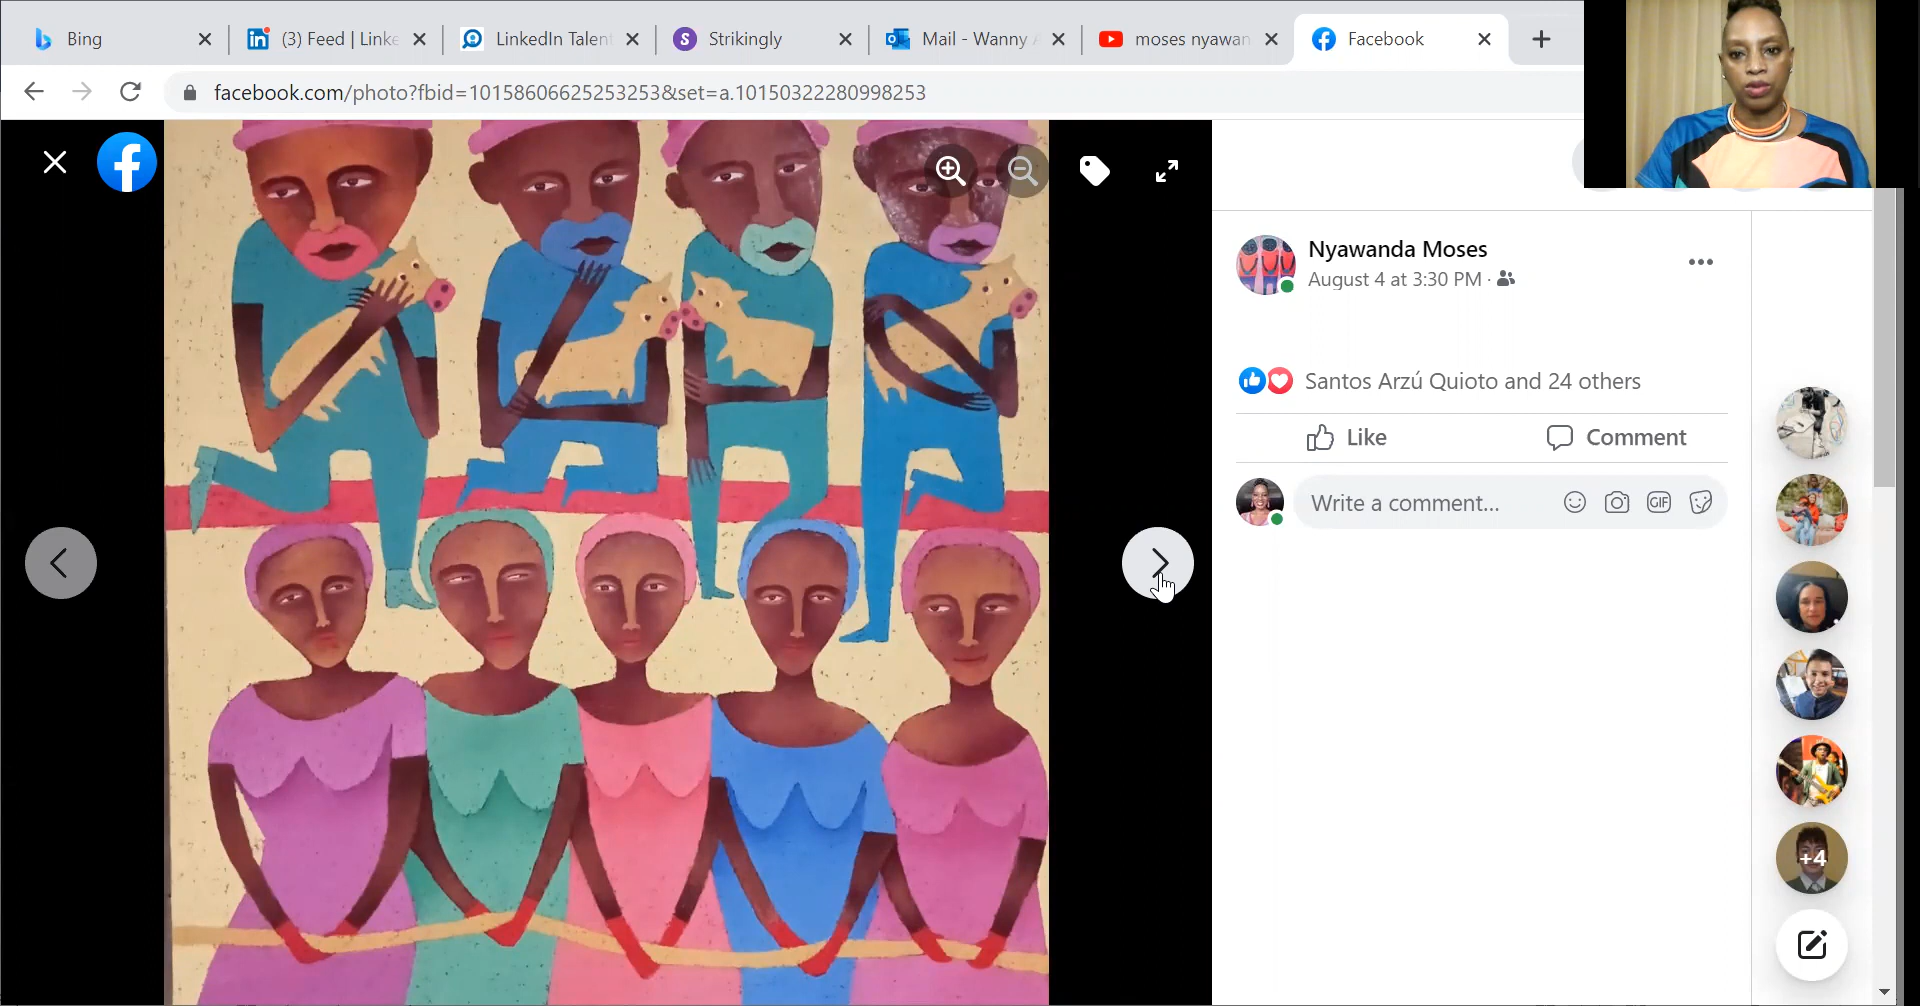 Bing
(3) Feed | Linke
LinkedIn Talen
Strikingly
Mail - Wanny
moses nyawan
Facebook
facebook.com/photo?fbid=10158606625253253&set=a.10150322280998253
Nyawanda Moses
August 4 at 3:30 PM ·
Santos Arzú Quioto and 24 others
Like
Comment
Write a comment...
GIF
+4